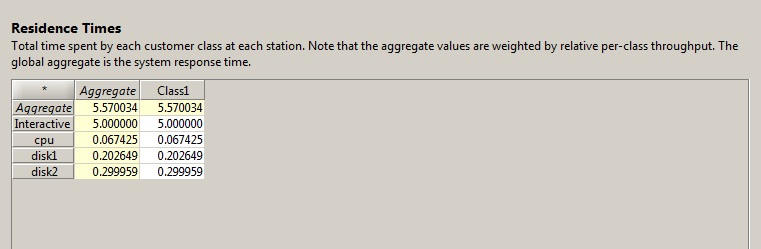 Residence Times
Total time spent by each customer class at each station. Note that the aggregate values are weighted by relative per-class throughput. The
global aggregate is the system response time.
* Aggregate Class1
Aggregate 5.570034 5.570034
Interactive 5.000000 5.000000
cpu 0.067425 0.067425
disk1 0.202649 0.202649
disk2 0.299959 0.299959